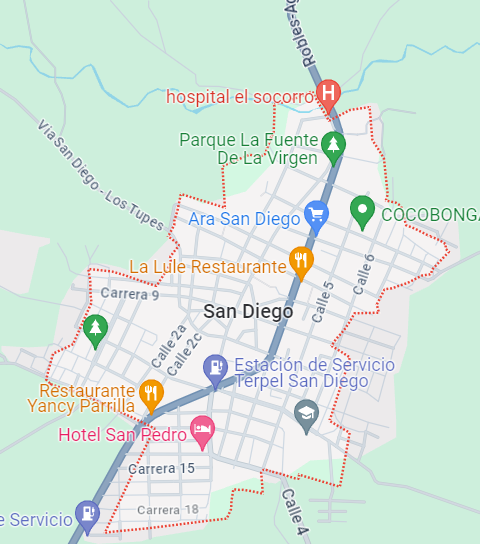 Robles-Ag
hospital el socorro
H
Parque La Fuente
De La Virgen
Via San Diego - Los Tupes
Ara San Diego
COCOBONGA
La Lule Restaurante
Calle 6
Carrera 9
Calle 5
San Diego
Calle 2a
Calle 2c
Estación de Servicio
Terpel San Diego
Restaurante
Yancy Parrilla
Hotel San Pedro
Carrera 15
Calle 4
Carrera 18
e Servicio